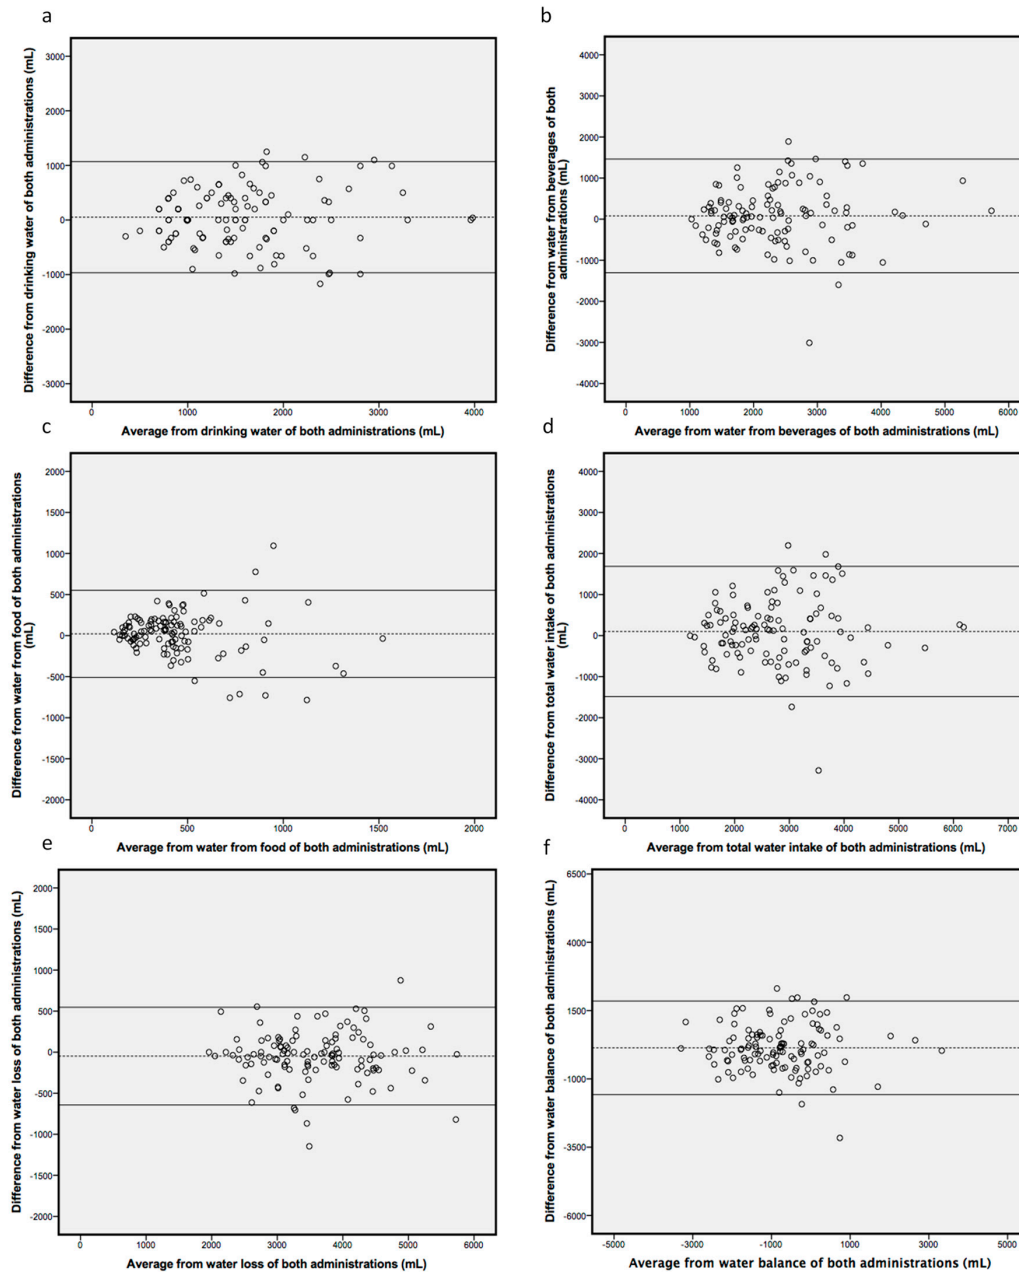 a
Difference from drinking water of both administrations (mL)
3000
2000
1000
0
-1000
-2000
-3000
0 1000 2000 3000 4000
Average from drinking water of both administrations (mL)
b
Difference from water from beverages of both
administrations (mL)
4000
3000
2000
1000
0
-1000
-2000
-3000
-4000
0 1000 2000 3000 4000 5000 6000
Average from water from beverages of both administrations (mL)
c
Difference from water from food of both administrations
(mL)
2000
1500
1000
500
0
-500
-1000
-1500
-2000
0 500 1000 1500 2000
Average from water from food of both administrations (mL)
d
Difference from total water intake of both administrations
(mL)
4000
3000
2000
1000
0
-1000
-2000
-3000
-4000
0 1000 2000 3000 4000 5000 6000 7000
Average from total water intake of both administrations (mL)
e
Difference from water loss of both administrations (mL)
2000
1500
1000
500
0
-500
-1000
-1500
-2000
0 1000 2000 3000 4000 5000 6000
Average from water loss of both administrations (mL)
f
Difference from water balance of both administrations (mL)
6500
4000
1500
-1000
-3500
-6000
-5000 -3000 -1000 1000 3000 5000
Average from water balance of both administrations (mL)